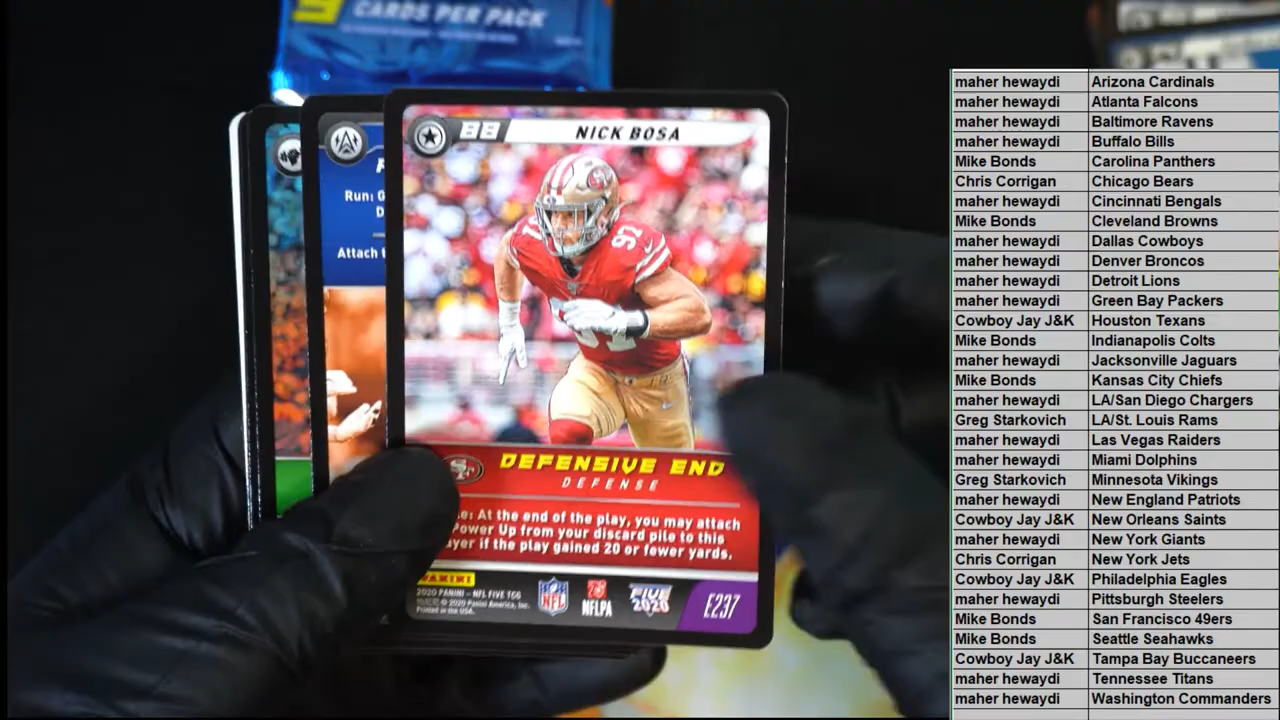 CARDS PER PACK
88 NICK BOSA
Run:
Attach
97
DEFENSIVE END
DEFENSE
At the end of the play, you may attach
Power Up from your discard pile to this
if the play gained 20 or fewer yards.
PANINI
2020 PANINI - NFL FIVE TCG
© 2020 Panini America, Inc.
Printed in the USA.
NFL
NFLPA
FIVE
2020
E237
SF
maher hewaydi Arizona Cardinals
maher hewaydi Atlanta Falcons
maher hewaydi Baltimore Ravens
maher hewaydi Buffalo Bills
Mike Bonds Carolina Panthers
Chris Corrigan Chicago Bears
maher hewaydi Cincinnati Bengals
Mike Bonds Cleveland Browns
maher hewaydi Dallas Cowboys
maher hewaydi Denver Broncos
maher hewaydi Detroit Lions
maher hewaydi Green Bay Packers
Cowboy Jay J&K Houston Texans
Mike Bonds Indianapolis Colts
maher hewaydi Jacksonville Jaguars
Mike Bonds Kansas City Chiefs
maher hewaydi LA/San Diego Chargers
Greg Starkovich LA/St. Louis Rams
maher hewaydi Las Vegas Raiders
maher hewaydi Miami Dolphins
Greg Starkovich Minnesota Vikings
maher hewaydi New England Patriots
Cowboy Jay J&K New Orleans Saints
maher hewaydi New York Giants
Chris Corrigan New York Jets
Cowboy Jay J&K Philadelphia Eagles
maher hewaydi Pittsburgh Steelers
Mike Bonds San Francisco 49ers
Mike Bonds Seattle Seahawks
Cowboy Jay J&K Tampa Bay Buccaneers
maher hewaydi Tennessee Titans
maher hewaydi Washington Commanders